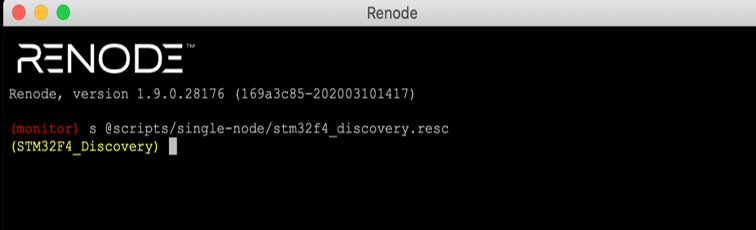 Renode
RENODE™
Renode, version 1.9.0.28176 (169a3c85-202003101417)
(monitor) s @scripts/single-node/stm32f4_discovery.resc
(STM32F4_Discovery)